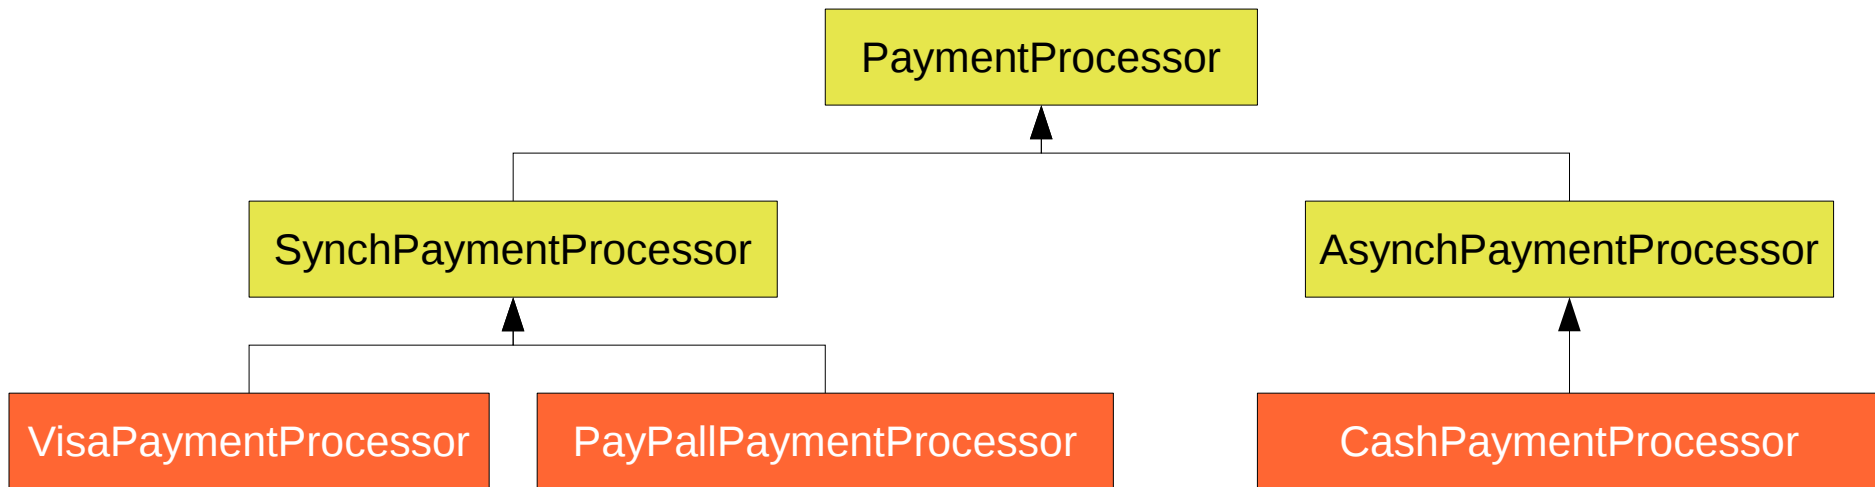 PaymentProcessor
SynchPaymentProcessor
AsynchPaymentProcessor
VisaPaymentProcessor
PayPallPaymentProcessor
CashPaymentProcessor